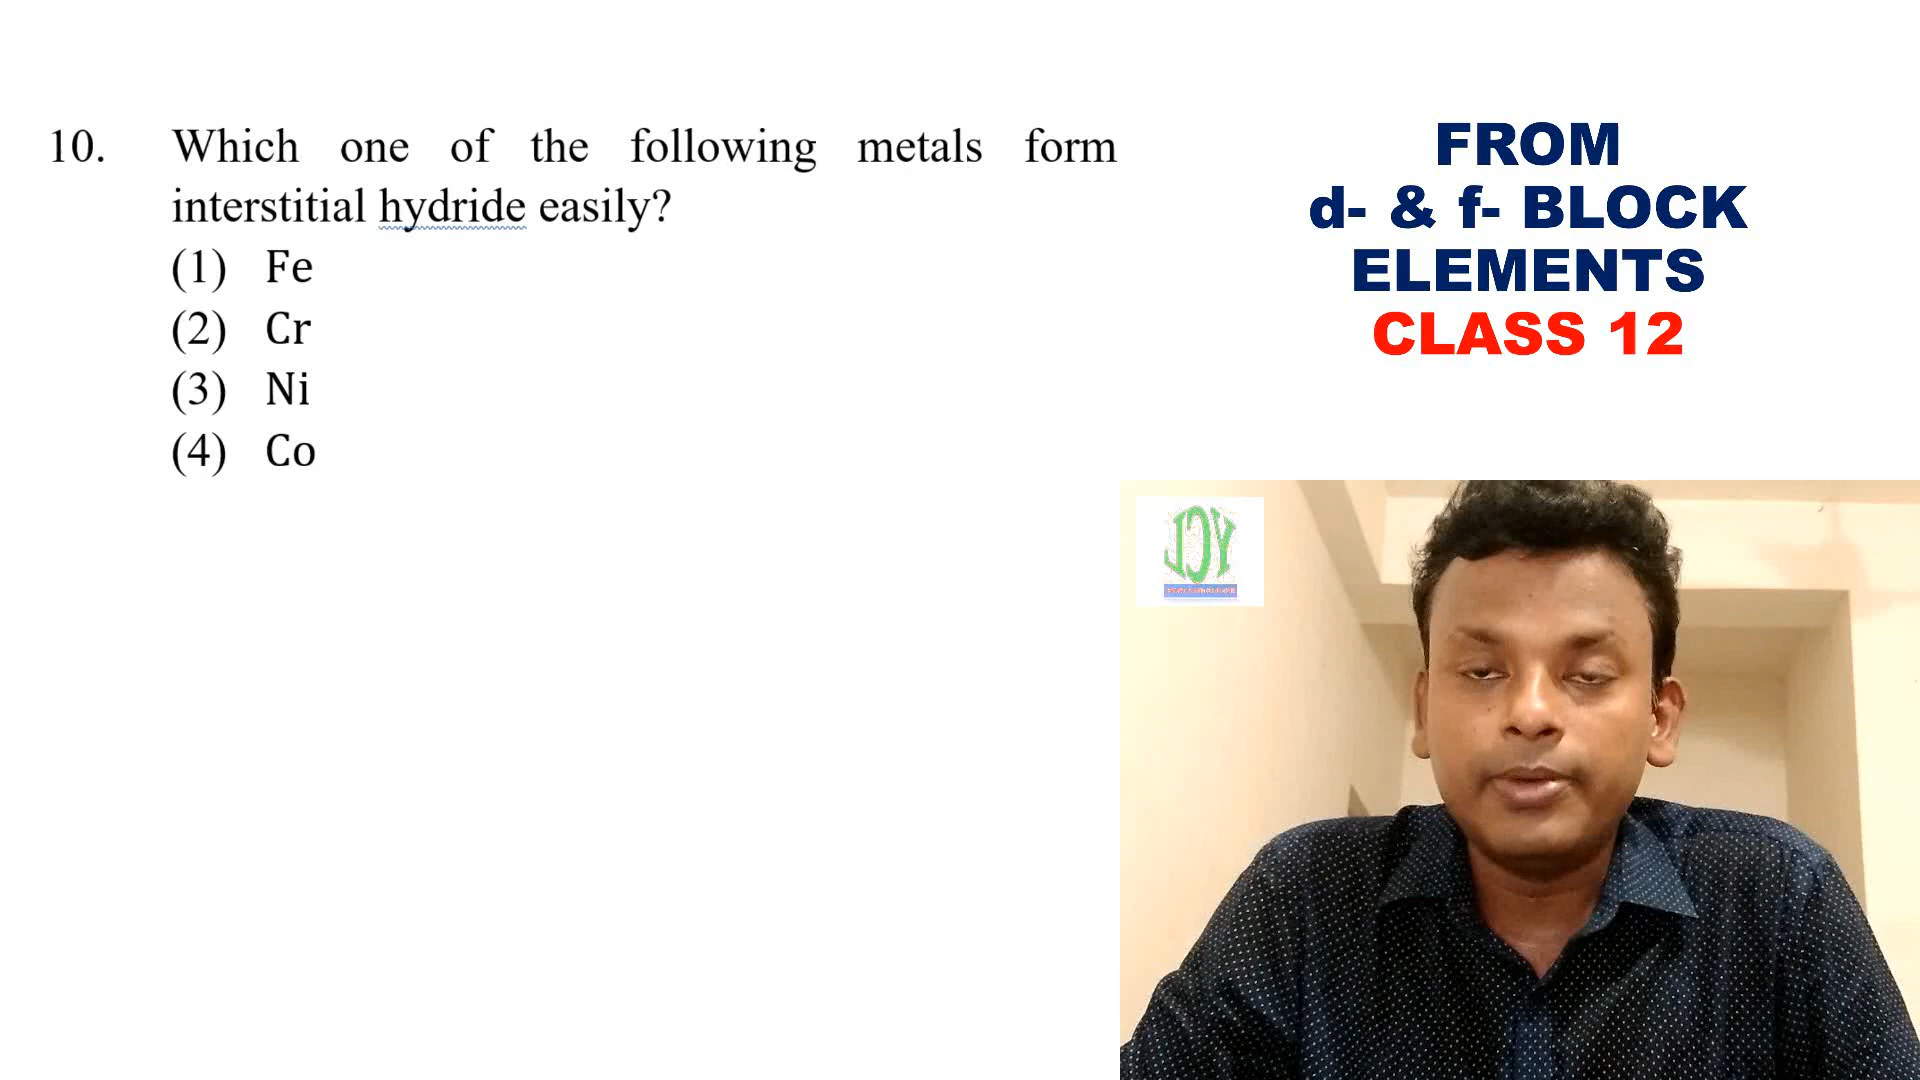 10. Which one of the following metals form
interstitial hydride easily?
(1) Fe
(2) Cr
(3) Ni
(4) Co
FROM
d- & f- BLOCK
ELEMENTS
CLASS 12